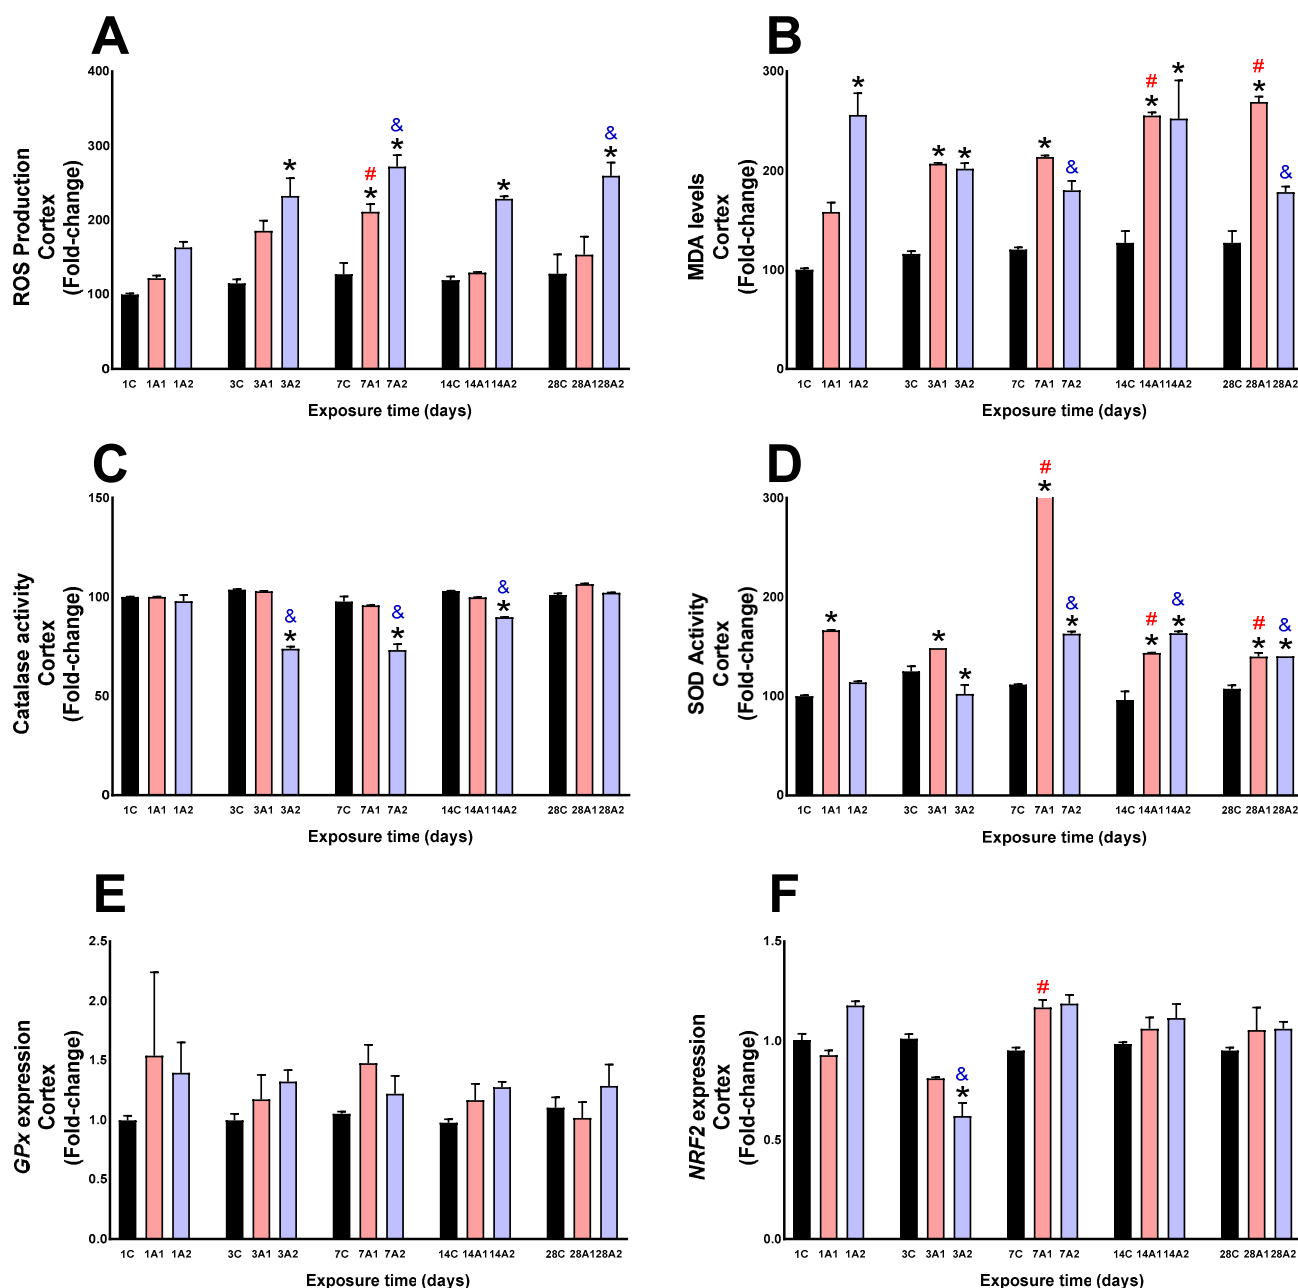 A
ROS Production
Cortex
(Fold-change)
400
300
200
100
0
#
*
&
*
*
*
&
*
1C 1A1 1A2 3C 3A1 3A2 7C 7A1 7A2 14C 14A1 14A2 28C 28A1 28A2
Exposure time (days)
B
MDA levels
Cortex
(Fold-change)
300
200
100
0
*
*
*
*
&
#
*
*
#
*
&
1C 1A1 1A2 3C 3A1 3A2 7C 7A1 7A2 14C 14A1 14A2 28C 28A1 28A2
Exposure time (days)
C
Catalase activity
Cortex
(Fold-change)
150
100
50
0
&
*
&
*
&
*
1C 1A1 1A2 3C 3A1 3A2 7C 7A1 7A2 14C 14A1 14A2 28C 28A1 28A2
Exposure time (days)
D
SOD Activity
Cortex
(Fold-change)
300
200
100
0
*
*
*
#
*
&
*
#
*
&
*
#
*
&
*
1C 1A1 1A2 3C 3A1 3A2 7C 7A1 7A2 14C 14A1 14A2 28C 28A1 28A2
Exposure time (days)
E
GPx expression
Cortex
(Fold-change)
2.5
2.0
1.5
1.0
0.5
0.0
1C 1A1 1A2 3C 3A1 3A2 7C 7A1 7A2 14C 14A1 14A2 28C 28A1 28A2
Exposure time (days)
F
NRF2 expression
Cortex
(Fold-change)
1.5
1.0
0.5
0.0
&
*
#
1C 1A1 1A2 3C 3A1 3A2 7C 7A1 7A2 14C 14A1 14A2 28C 28A1 28A2
Exposure time (days)